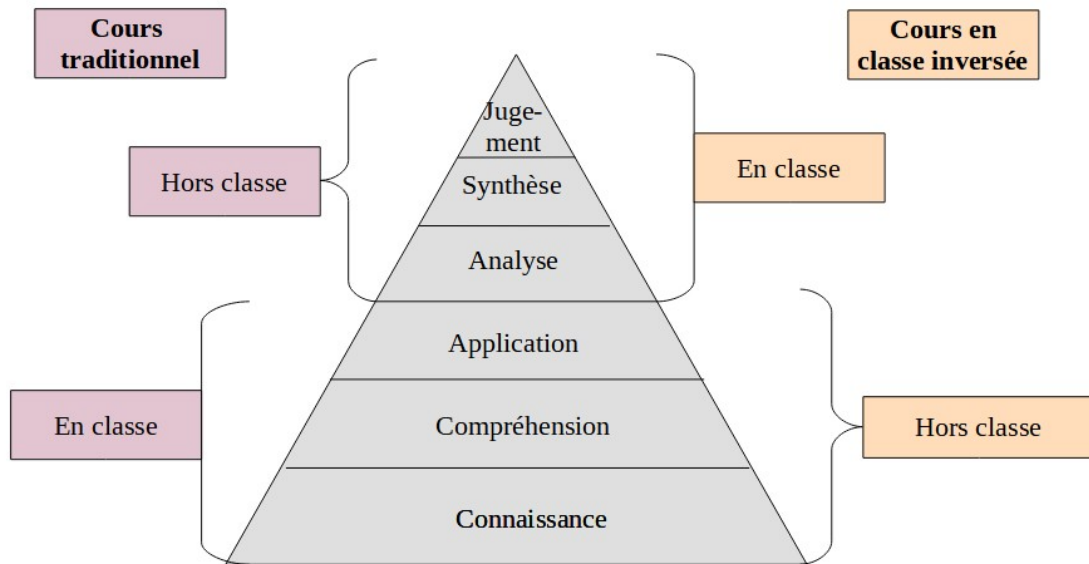 Cours
traditionnel
Cours en
classe inversée
Juge-
ment
Hors classe
Synthèse
En classe
Analyse
Application
En classe
Compréhension
Hors classe
Connaissance